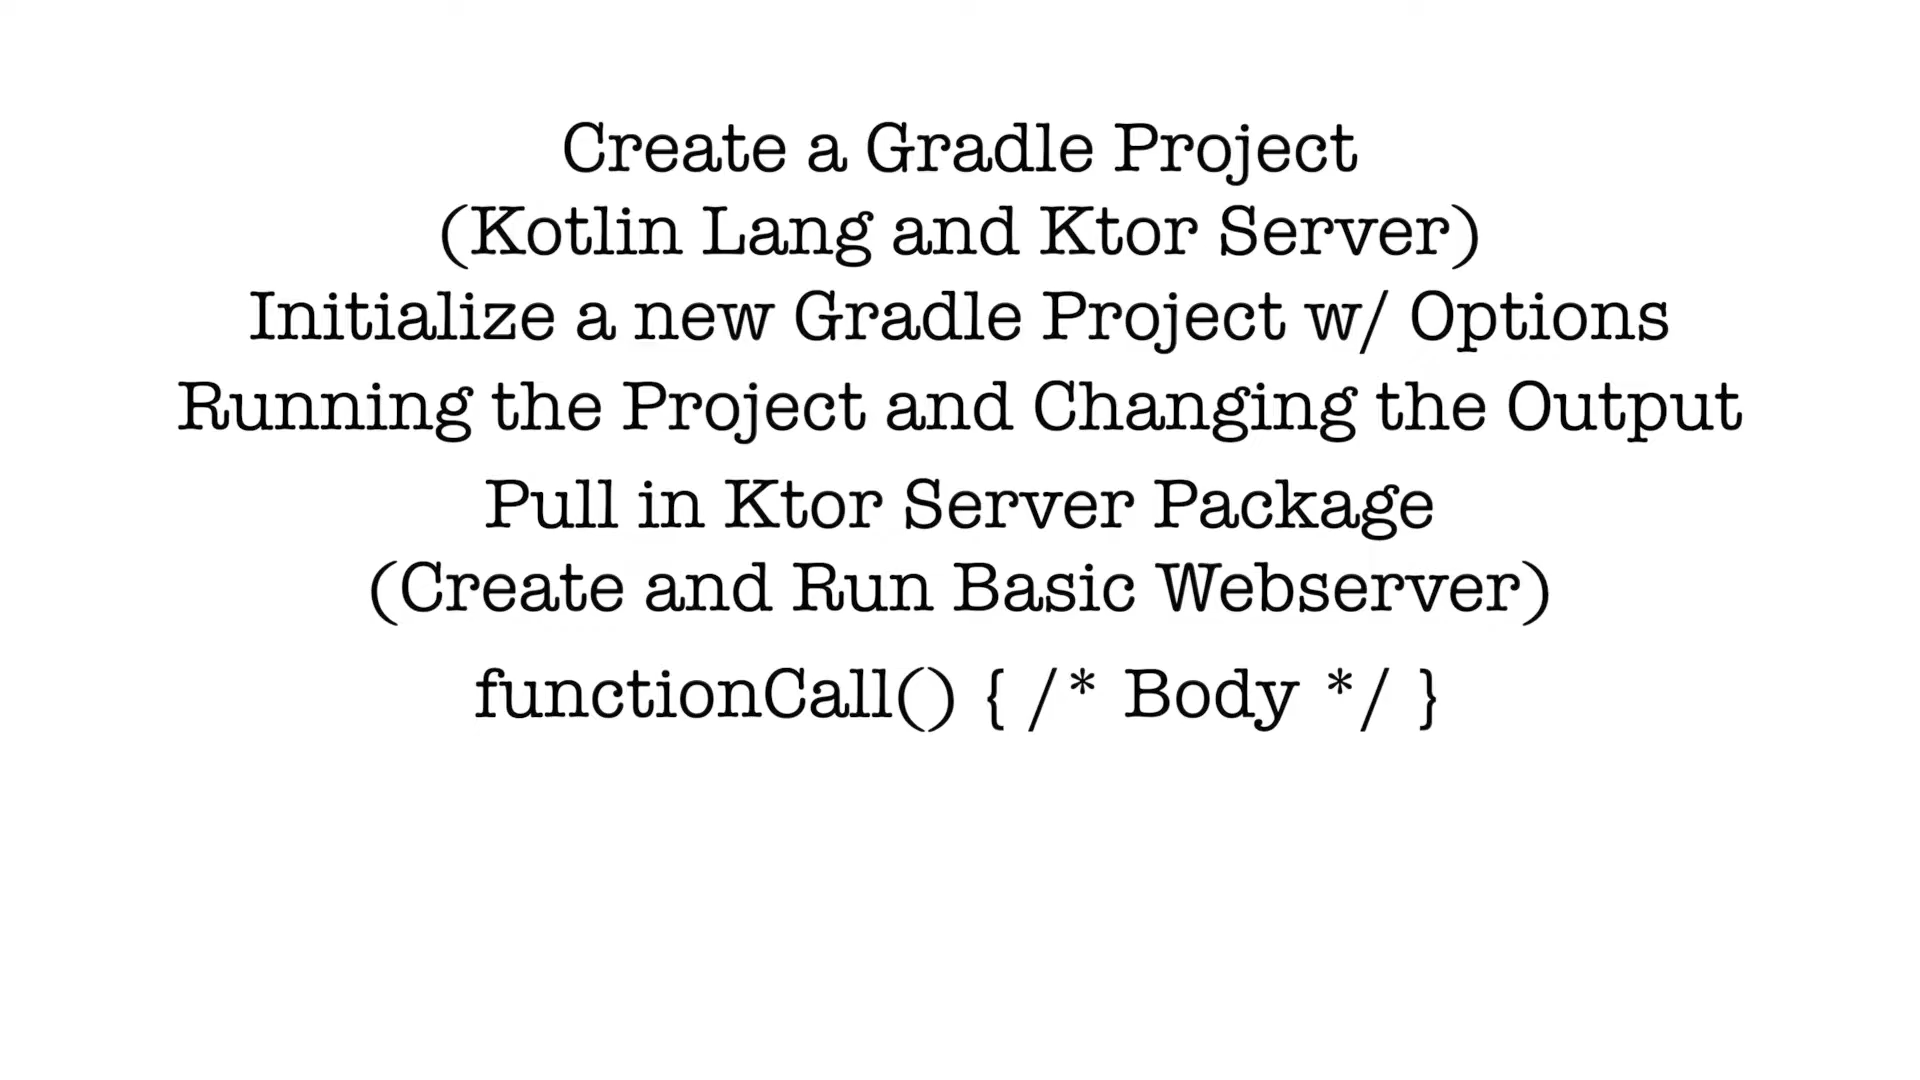 Create a Gradle Project
(Kotlin Lang and Ktor Server)
Initialize a new Gradle Project w/ Options
Running the Project and Changing the Output
Pull in Ktor Server Package
(Create and Run Basic Webserver)
functionCall() { /* Body */ }